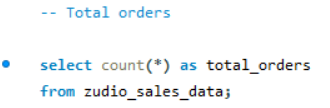 -- Total orders
select count(*) as total_orders
from zudio_sales_data;